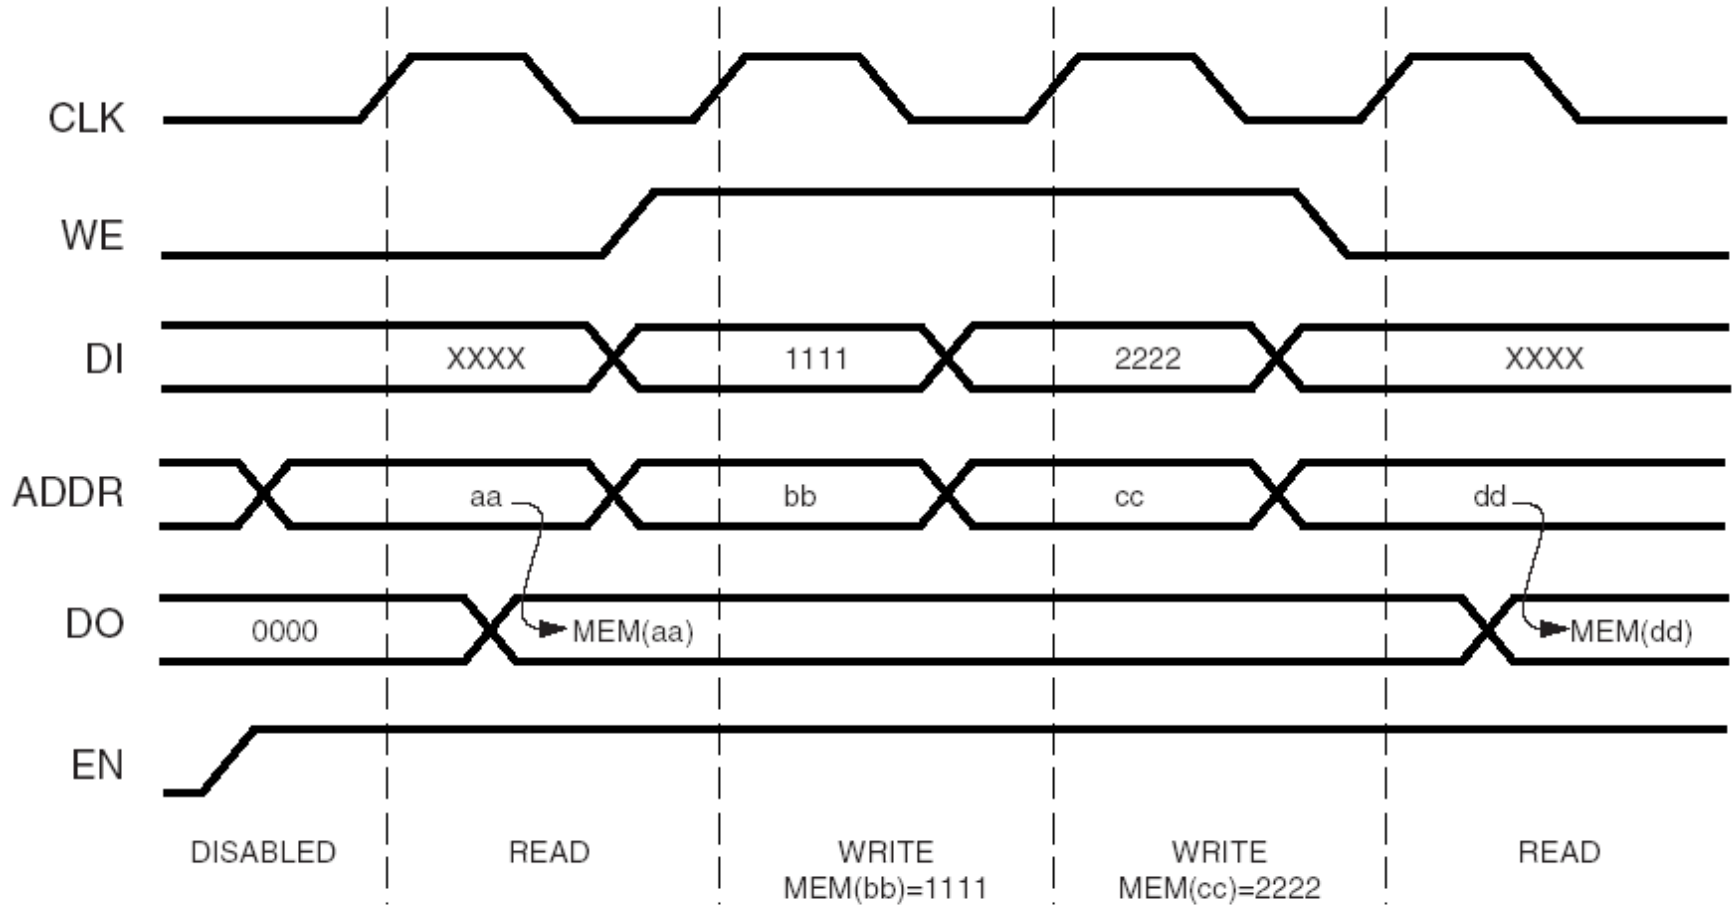 CLK
WE
DI XXXX 1111 2222 XXXX
ADDR aa bb cc dd
DO 0000 MEM(aa) MEM(dd)
EN
DISABLED READ WRITE WRITE READ
MEM(bb)=1111 MEM(cc)=2222